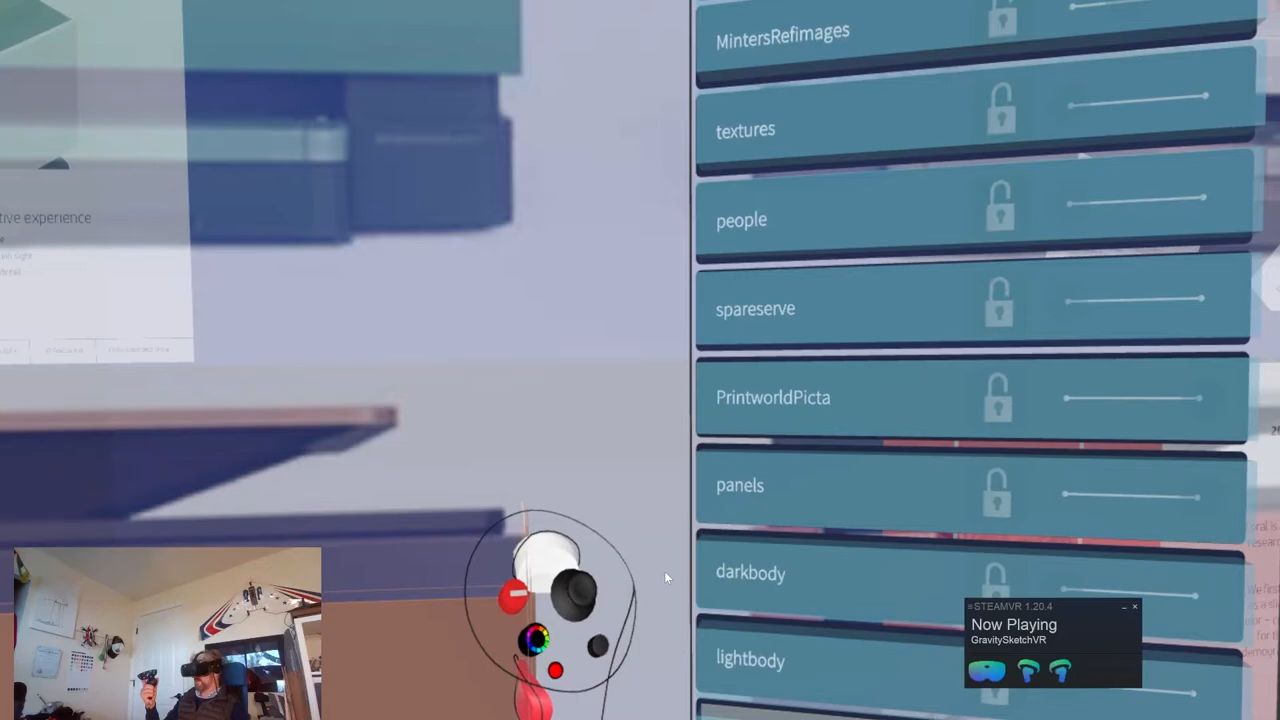 MintersRefimages
textures
people
spareserve
PrintworldPicta
panels
darkbody
lightbody
tive experience
STEAMVR 1.20.4
Now Playing
GravitySketchVR